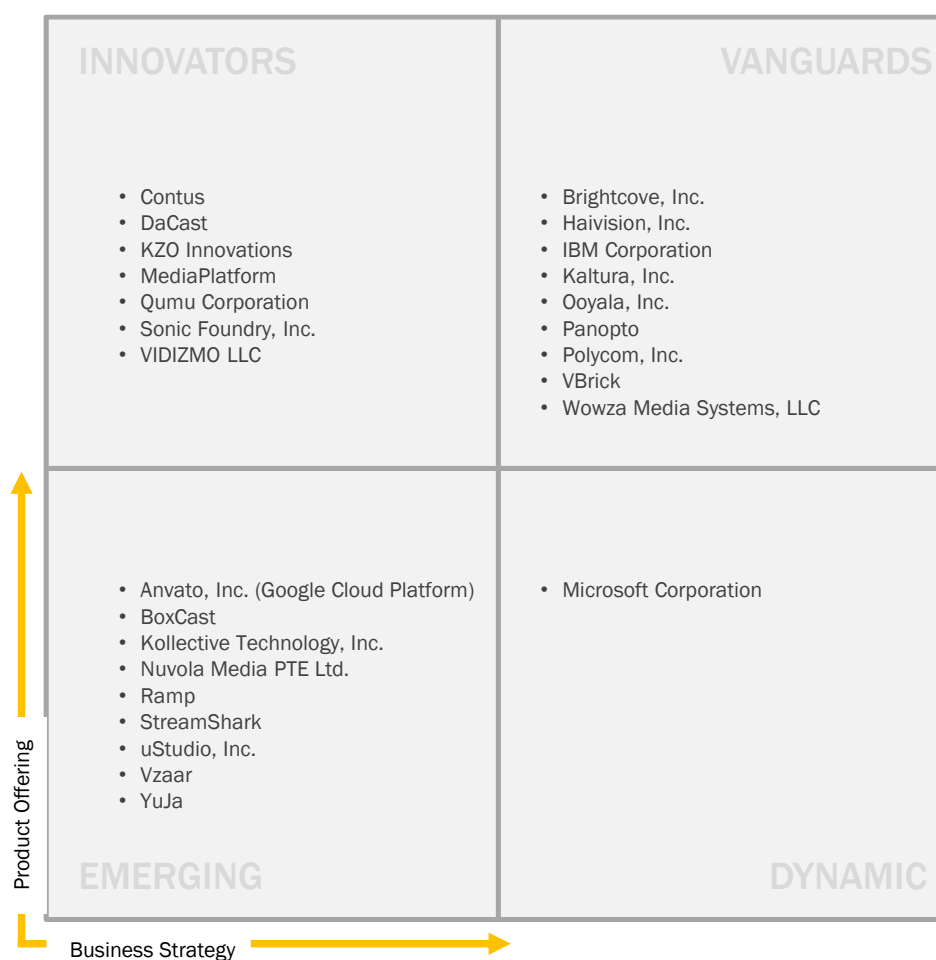 INNOVATORS
• Contus
• DaCast
• KZO Innovations
• MediaPlatform
• Qumu Corporation
• Sonic Foundry, Inc.
• VIDIZMO LLC
VANGUARDS
• Brightcove, Inc.
• Haivision, Inc.
• IBM Corporation
• Kaltura, Inc.
• Ooyala, Inc.
• Panopto
• Polycom, Inc.
• VBrick
• Wowza Media Systems, LLC
• Anvato, Inc. (Google Cloud Platform)
• BoxCast
• Kollective Technology, Inc.
• Nuvola Media PTE Ltd.
• Ramp
• StreamShark
• uStudio, Inc.
• Vzaar
• YuJa
EMERGING
• Microsoft Corporation
DYNAMIC
Product Offering
Business Strategy